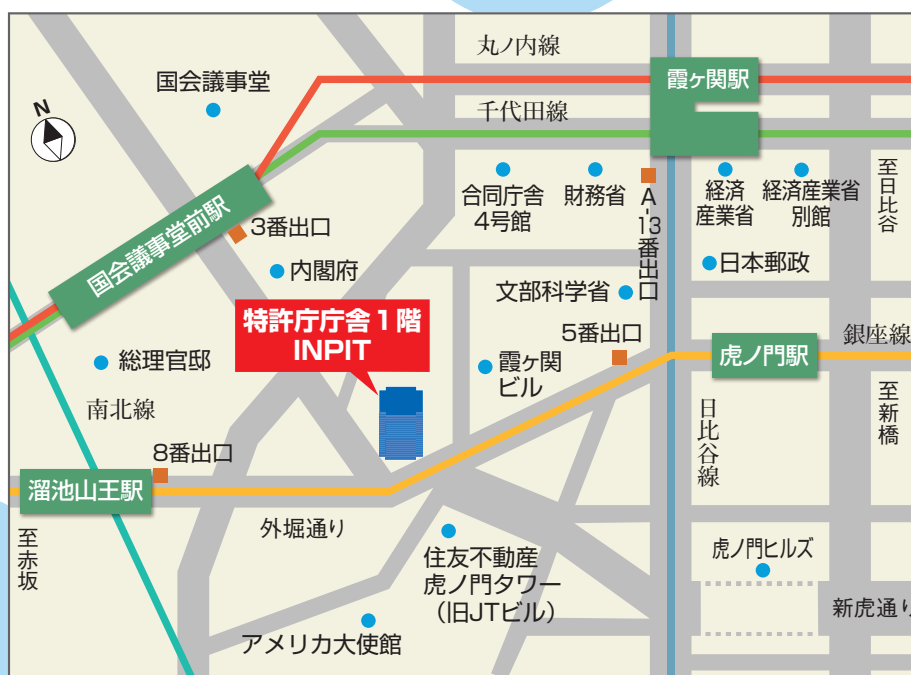 丸ノ内線
国会議事堂
霞ヶ関駅
N
千代田線
合同庁舎
4号館
財務省
A-13番出口
経済
産業省
経済産業省
別館
至日比谷
国会議事堂前駅
3番出口
内閣府
日本郵政
文部科学省
特許庁庁舎1階
INPIT
5番出口
銀座線
虎ノ門駅
総理官邸
霞ヶ関
ビル
南北線
日比谷線
至新橋
8番出口
溜池山王駅
外堀通り
至赤坂
住友不動産
虎ノ門タワー
(旧JTビル)
虎ノ門ヒルズ
新虎通り
アメリカ大使館